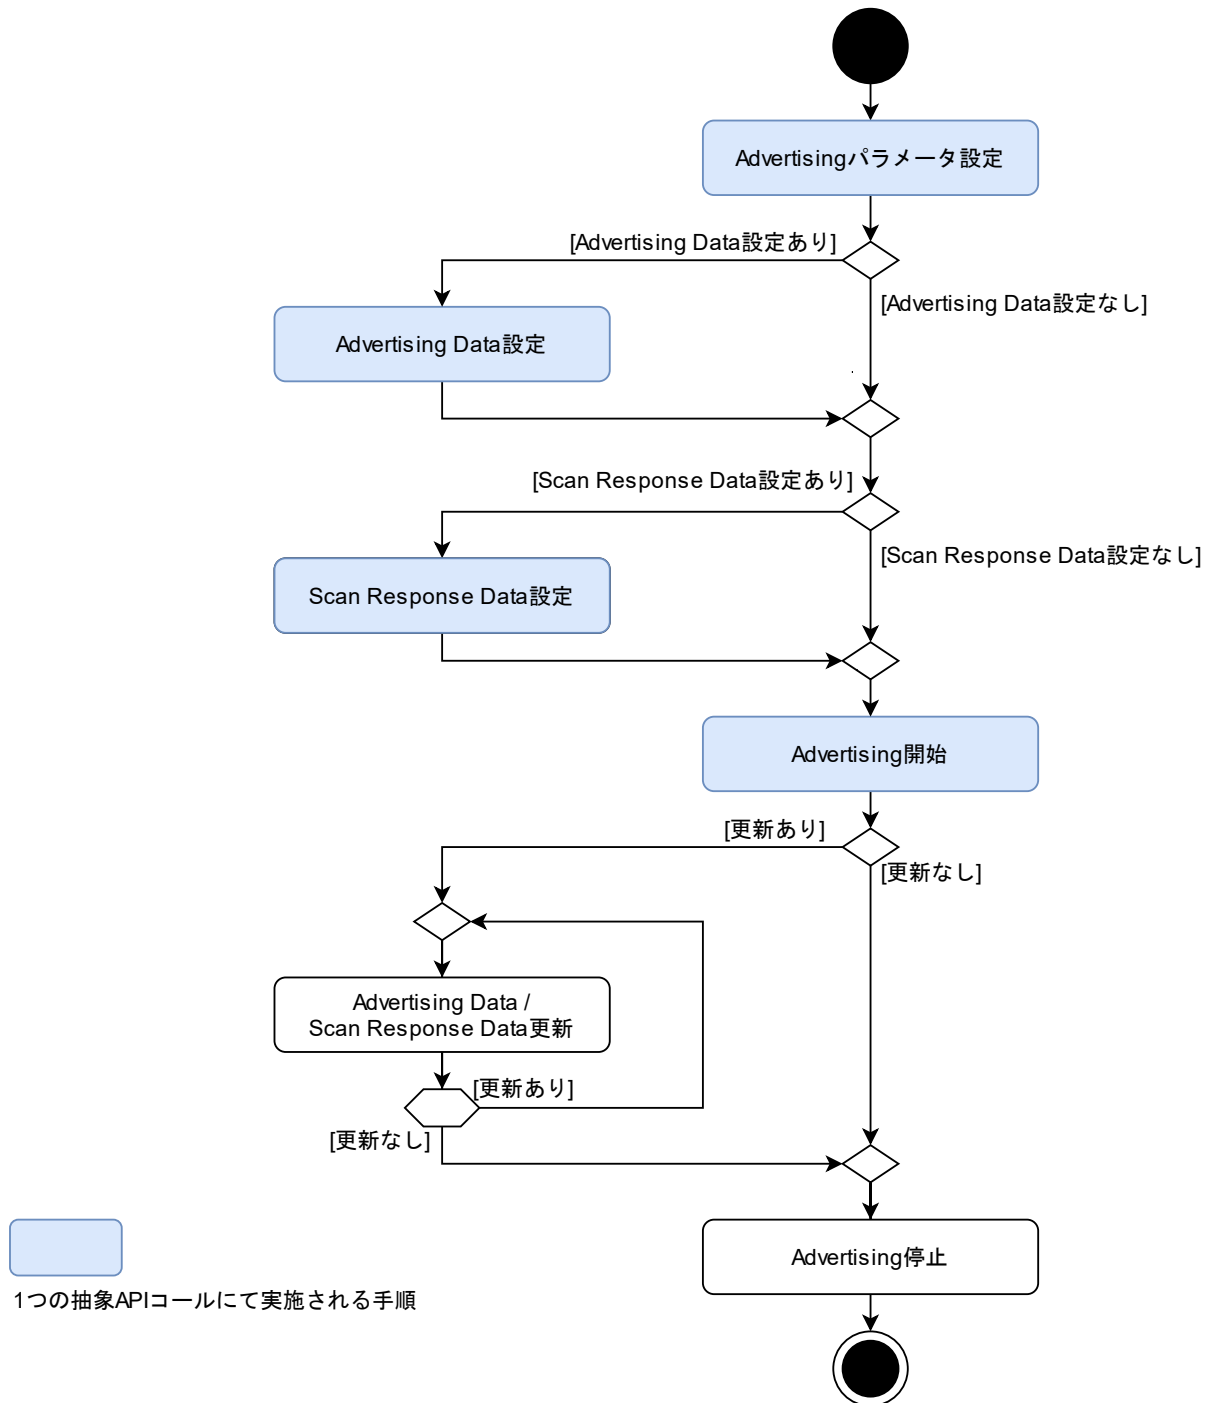 Advertisingパラメータ設定
[Advertising Data設定あり]
[Advertising Data設定なし]
Advertising Data設定
[Scan Response Data設定あり]
[Scan Response Data設定なし]
Scan Response Data設定
Advertising開始
[更新あり]
[更新なし]
Advertising Data /
Scan Response Data更新
[更新あり]
[更新なし]
Advertising停止
1つの抽象APIコールにて実施される手順